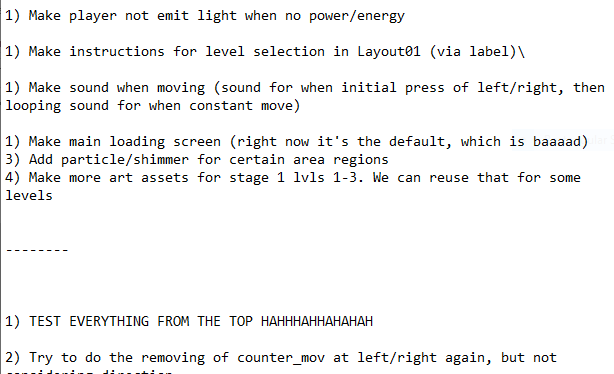 1) Make player not emit light when no power/energy
1) Make instructions for level selection in Layout01 (via label)\
1) Make sound when moving (sound for when initial press of left/right, then
looping sound for when constant move)
1) Make main loading screen (right now it's the default, which is baaaad)
3) Add particle/shimmer for certain area regions
4) Make more art assets for stage 1 lvls 1-3. We can reuse that for some
levels
--------
1) TEST EVERYTHING FROM THE TOP HAHHHAHHAHAHAH
2) Try to do the removing of counter_mov at left/right again, but not